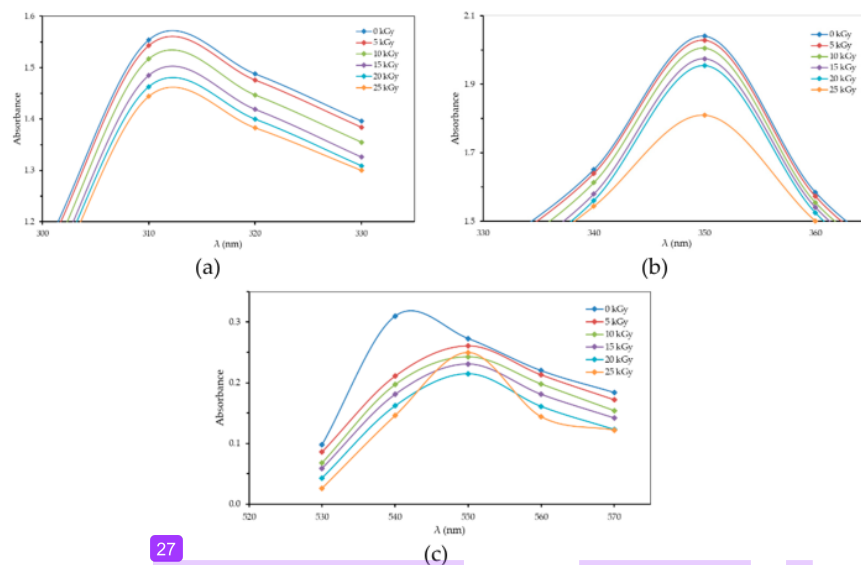 1.6
1.5
1.4
1.3
1.2
Absorbance
300 310 320 330
λ (nm)
0 kGy
5 kGy
10 kGy
15 kGy
20 kGy
25 kGy
(a)
2.1
1.9
1.7
1.5
Absorbance
330 340 350 360
λ (nm)
0 kGy
5 kGy
10 kGy
15 kGy
20 kGy
25 kGy
(b)
0.3
0.2
0.1
0.0
Absorbance
520 530 540 550 560 570
λ (nm)
0 kGy
5 kGy
10 kGy
15 kGy
20 kGy
25 kGy
(c)
27